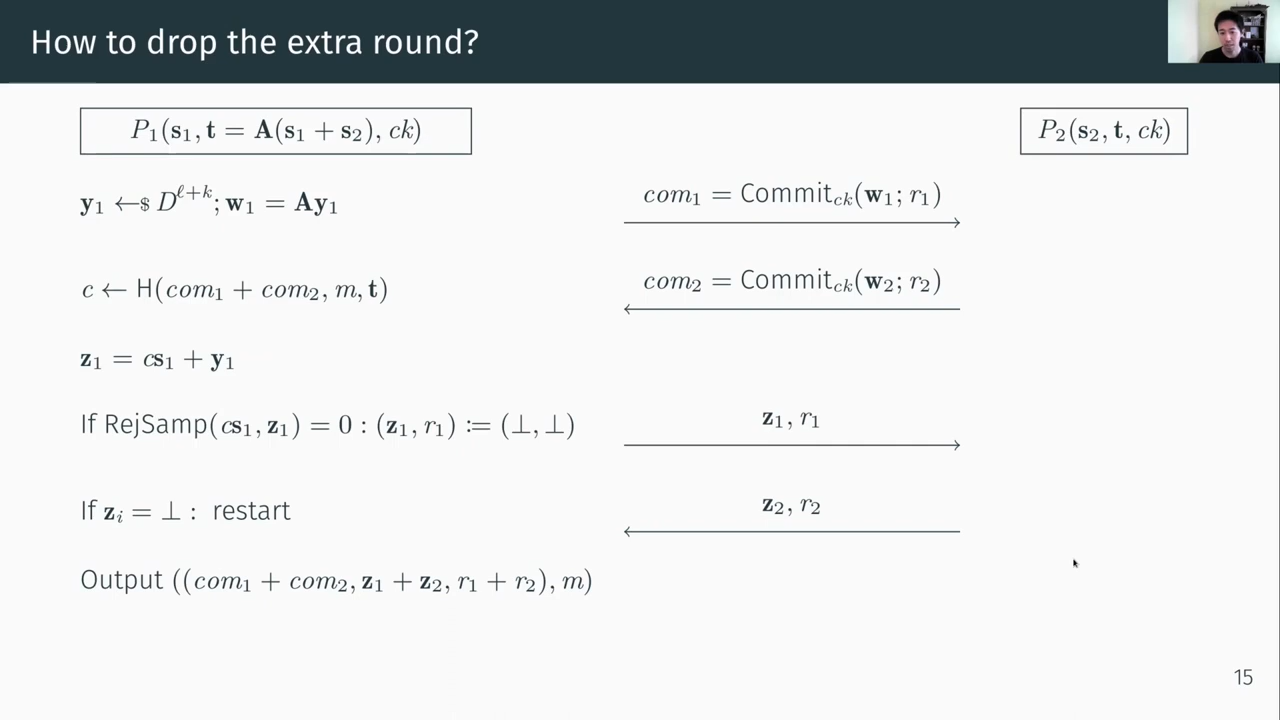 How to drop the extra round?
P₁(s₁, t = A(s₁ + s₂), ck)
P₂(s₂, t, ck)
y₁ ←$ D^{ℓ+k}; w₁ = Ay₁
com₁ = Commit_{ck}(w₁; r₁)
c ← H(com₁ + com₂, m, t)
com₂ = Commit_{ck}(w₂; r₂)
z₁ = cs₁ + y₁
If RejSamp(cs₁, z₁) = 0 : (z₁, r₁) := (⊥, ⊥)
z₁, r₁
If zᵢ = ⊥ : restart
z₂, r₂
Output ((com₁ + com₂, z₁ + z₂, r₁ + r₂), m)
15